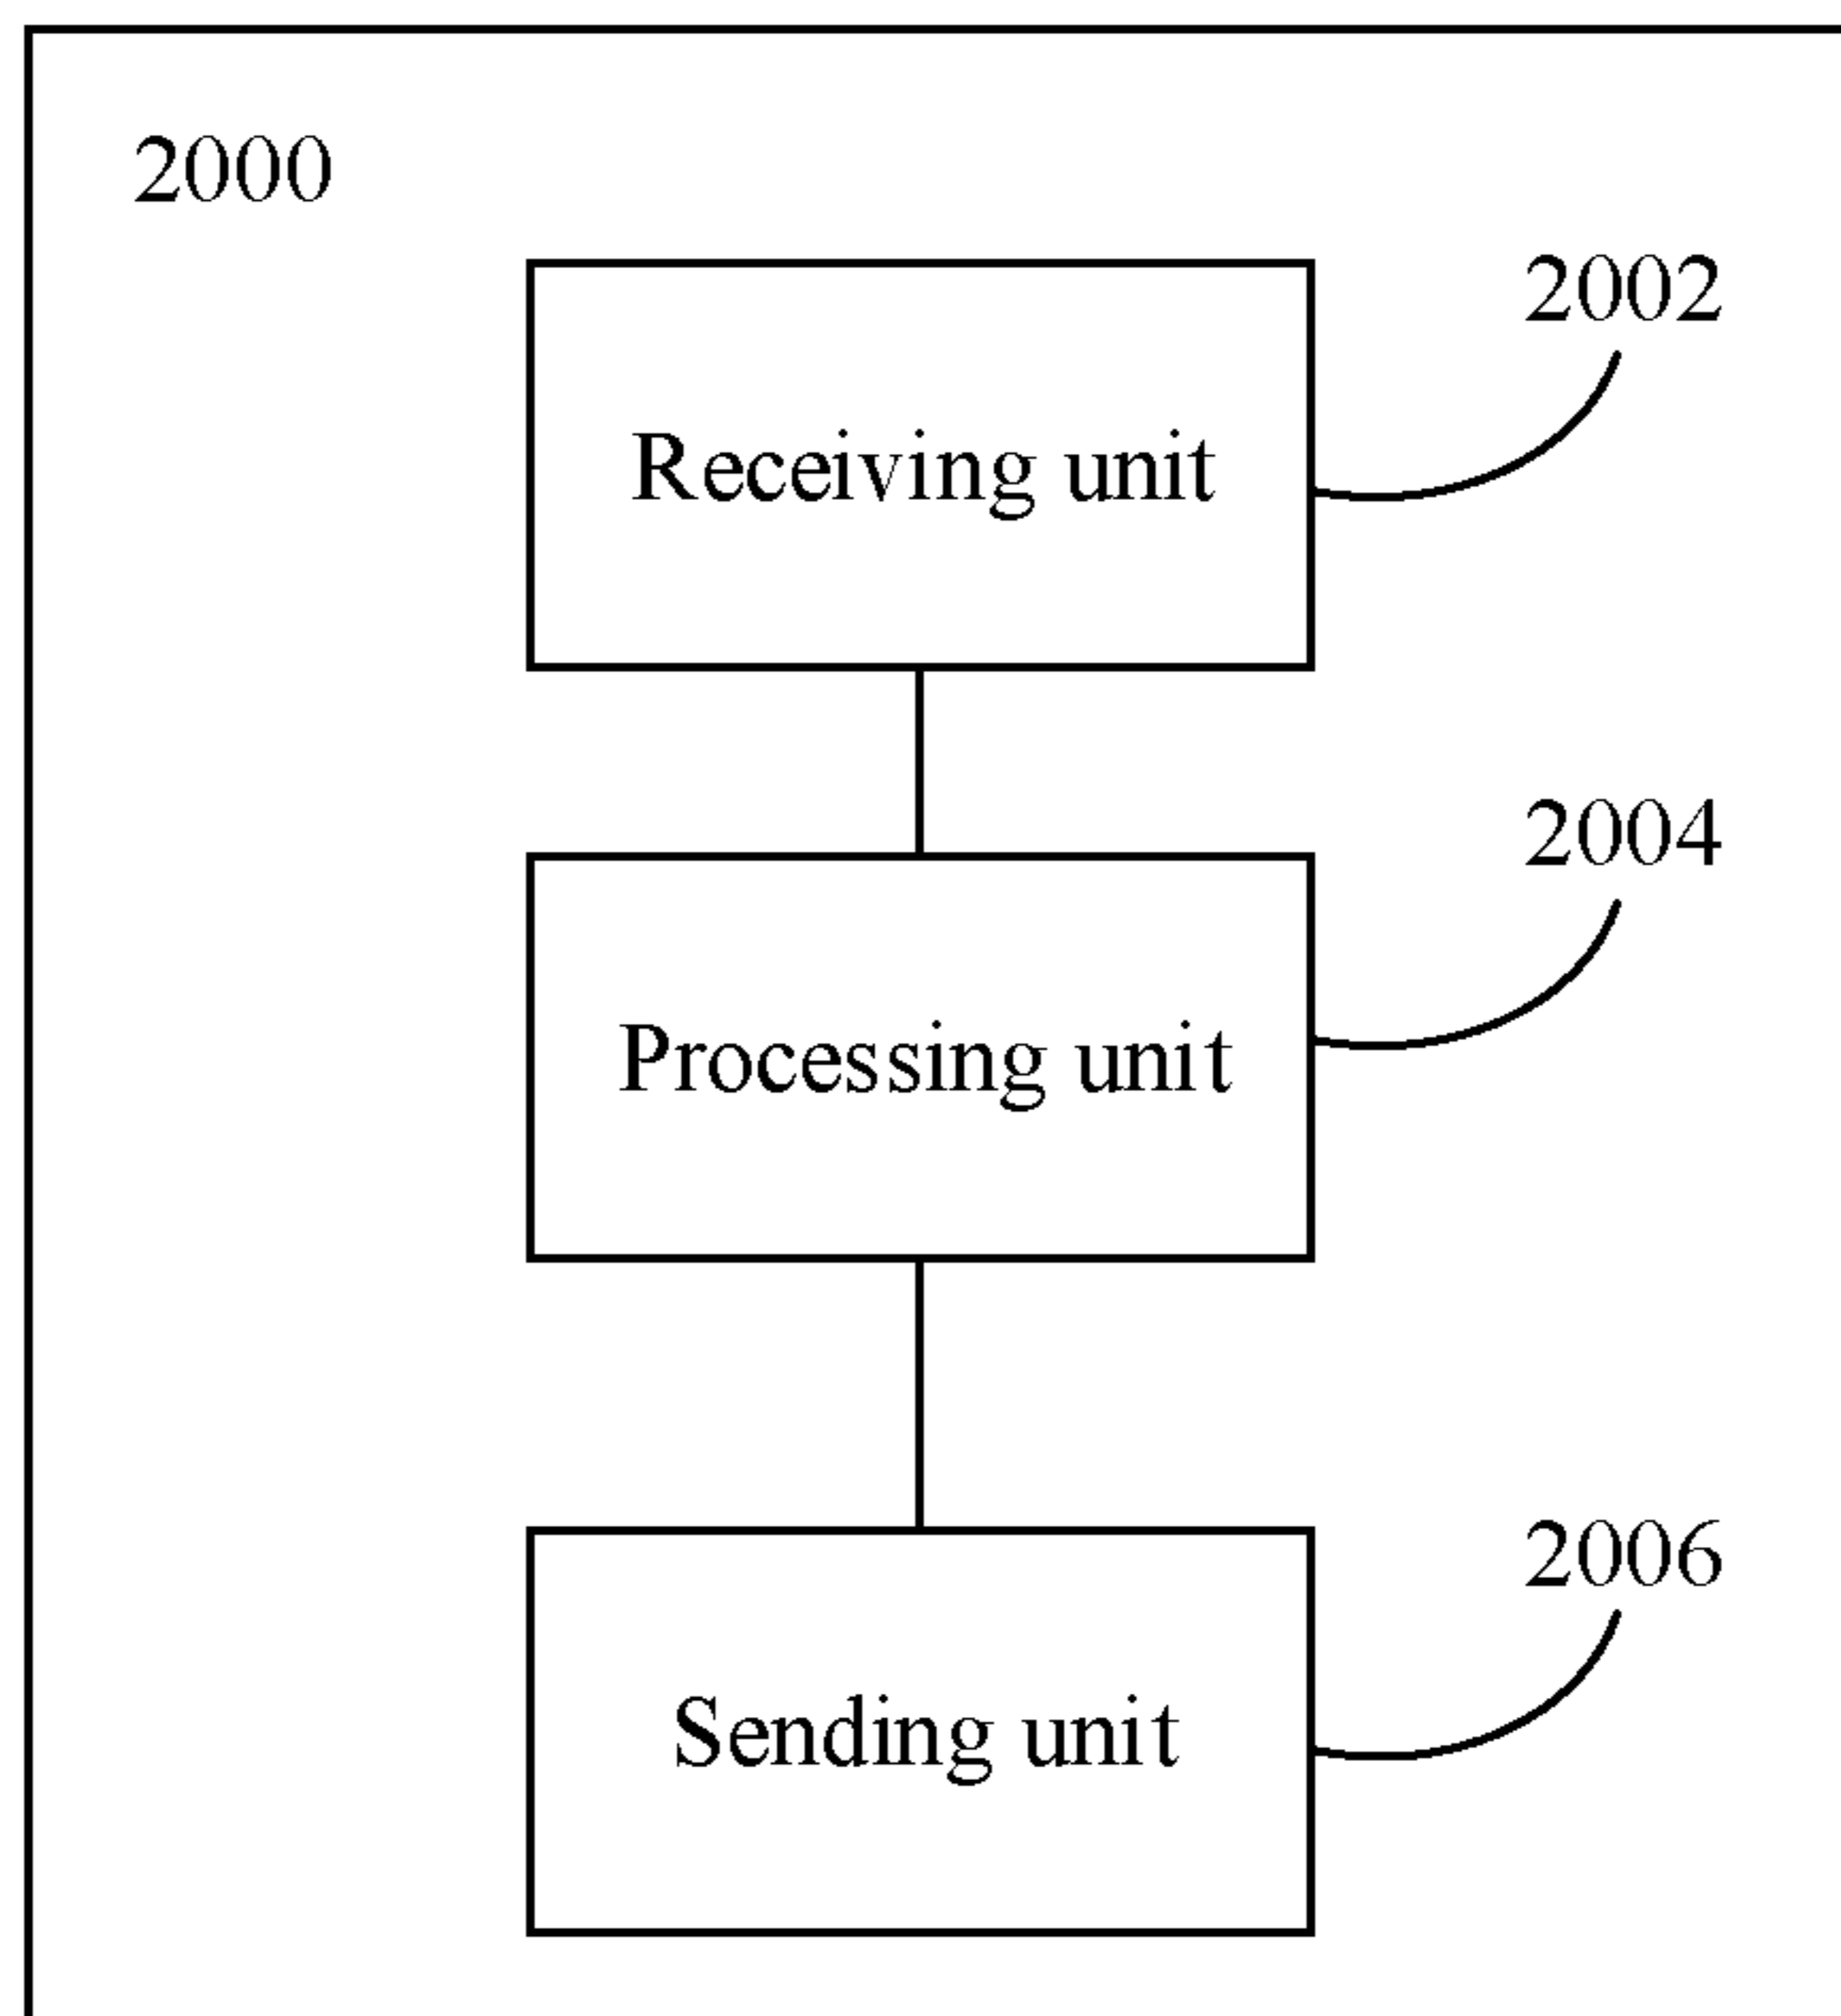 2000
2002
Receiving unit
2004
Processing unit
2006
Sending unit